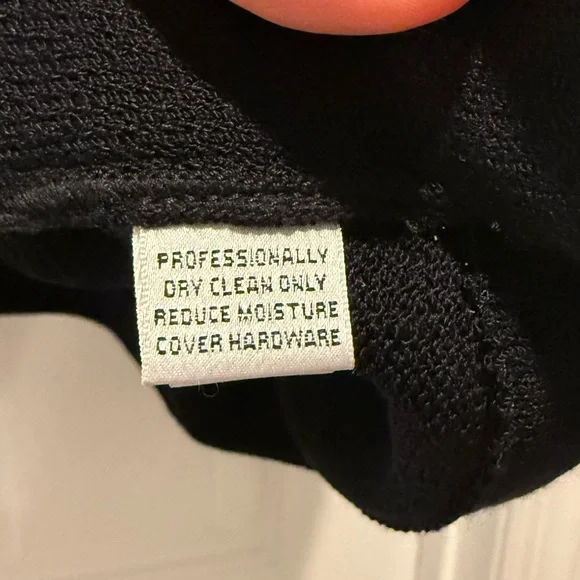 PROFESSIONALLY
DRY CLEAN ONLY
REDUCE MOISTURE
COVER HARDWARE